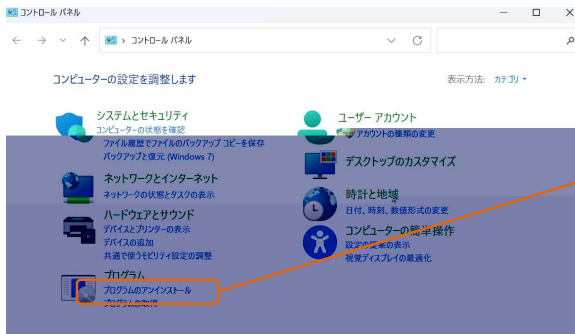 コントロール パネル
コントロール パネル
コンピューターの設定を調整します
表示方法: カテゴリ
システムとセキュリティ
コンピューターの状態を確認
ファイル履歴でファイルのバックアップ コピーを保存
バックアップと復元 (Windows 7)
ネットワークとインターネット
ネットワークの状態とタスクの表示
ハードウェアとサウンド
デバイスとプリンターの表示
デバイスの追加
共通で使うモビリティ設定の調整
プログラム
プログラムのアンインストール
プログラムの取得
ユーザー アカウント
アカウントの種類の変更
デスクトップのカスタマイズ
時計と地域
日付、時刻、数値形式の変更
コンピューターの簡単操作
設定の提案の表示
視覚ディスプレイの最適化